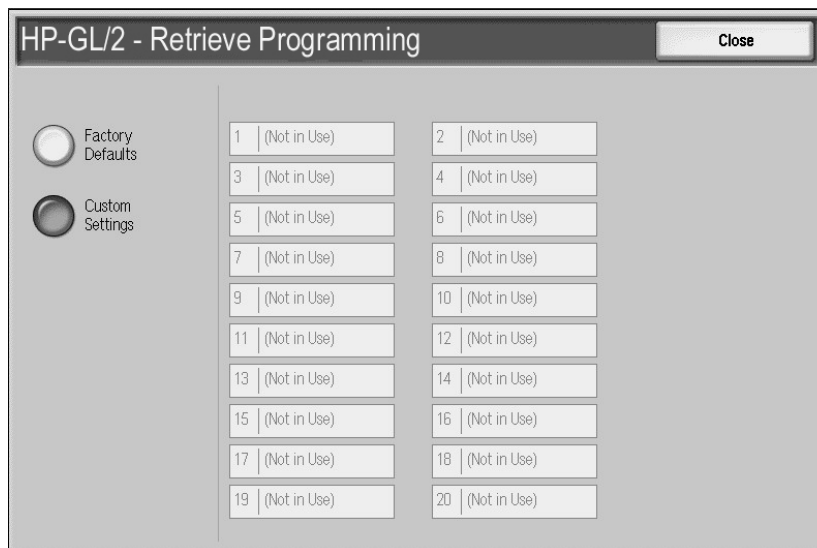 HP-GL/2 - Retrieve Programming
Close
Factory
Defaults
Custom
Settings
1 (Not in Use)
2 (Not in Use)
3 (Not in Use)
4 (Not in Use)
5 (Not in Use)
6 (Not in Use)
7 (Not in Use)
8 (Not in Use)
9 (Not in Use)
10 (Not in Use)
11 (Not in Use)
12 (Not in Use)
13 (Not in Use)
14 (Not in Use)
15 (Not in Use)
16 (Not in Use)
17 (Not in Use)
18 (Not in Use)
19 (Not in Use)
20 (Not in Use)